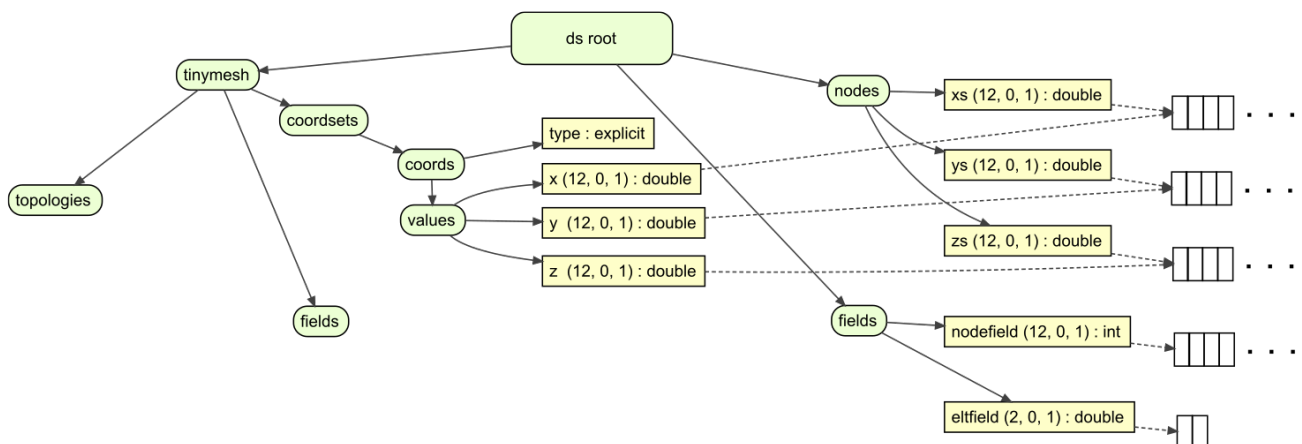 ds root
tinymesh
nodes
xs (12, 0, 1) : double
coordsets
type : explicit
coords
ys (12, 0, 1) : double
x (12, 0, 1) : double
topologies
values
y  (12, 0, 1) : double
zs (12, 0, 1) : double
z  (12, 0, 1) : double
fields
fields
nodefield (12, 0, 1) : int
eltfield (2, 0, 1) : double